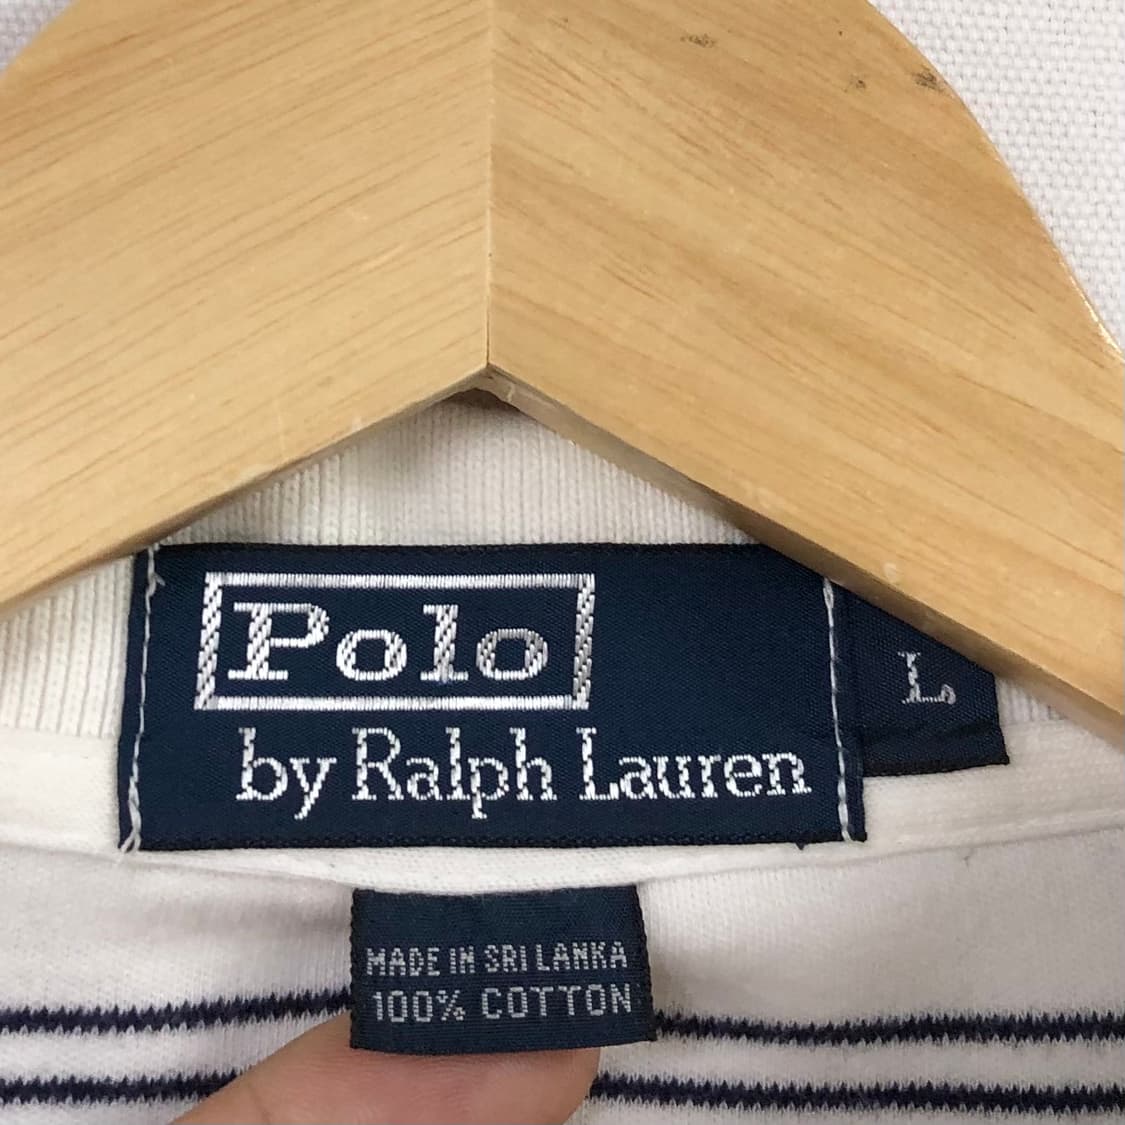 Polo
by Ralph Lauren
L
MADE IN SRI LANKA
100% COTTON